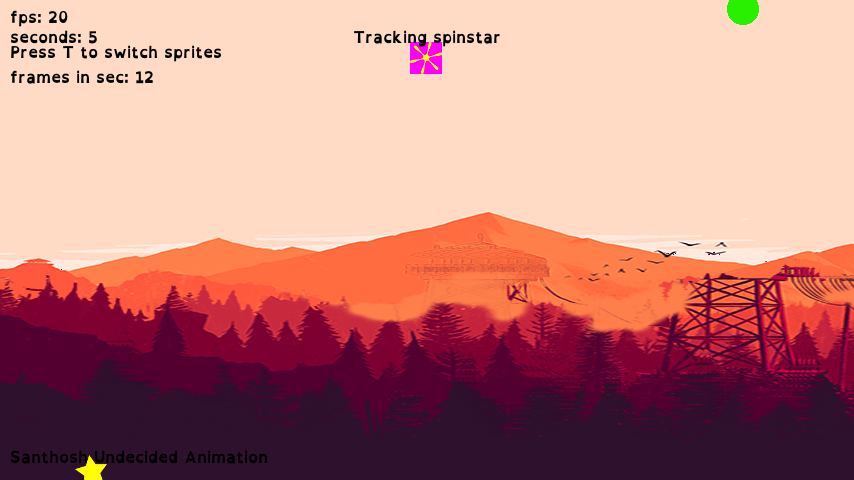 fps: 20
seconds: 5
Press T to switch sprites
frames in sec: 12
Tracking spinstar
Santhosh Undecided Animation